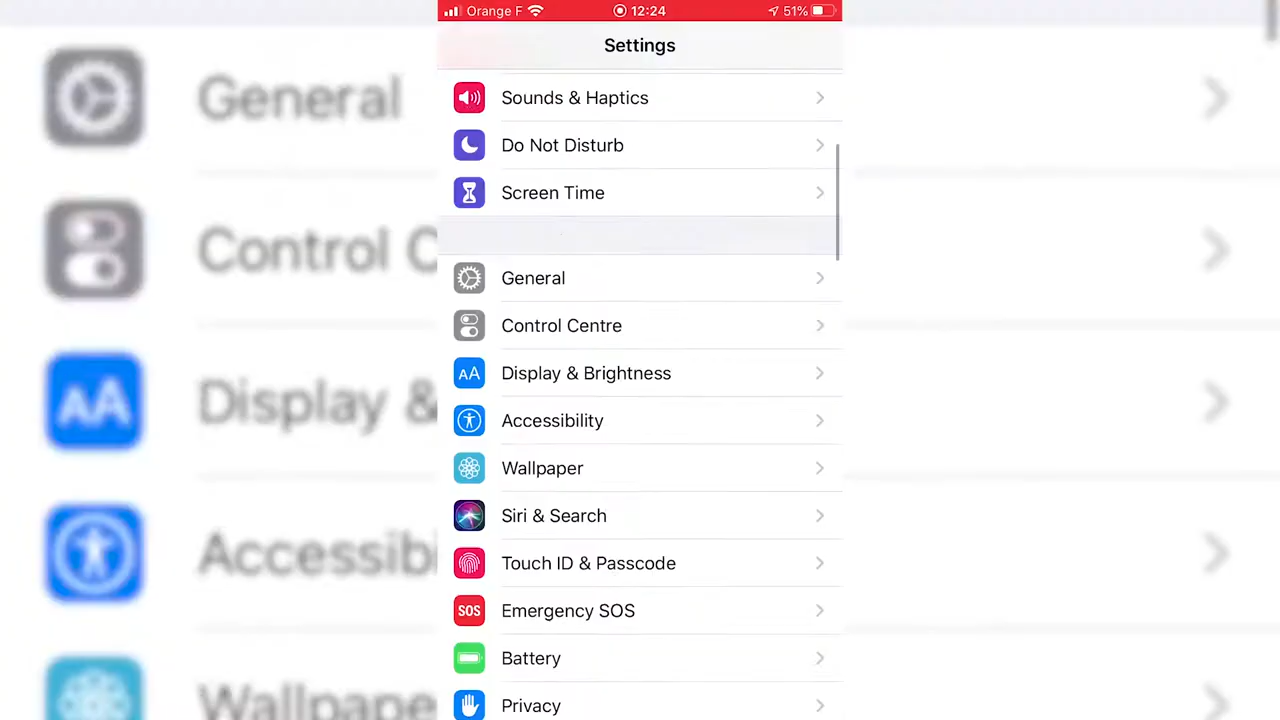 Orange F 12:24 51%
Settings
Sounds & Haptics
Do Not Disturb
Screen Time
General
Control Centre
AA Display & Brightness
Accessibility
Wallpaper
Siri & Search
Touch ID & Passcode
SOS Emergency SOS
Battery
Privacy
General
Control C
AA Display &
Accessibi
Wallpape